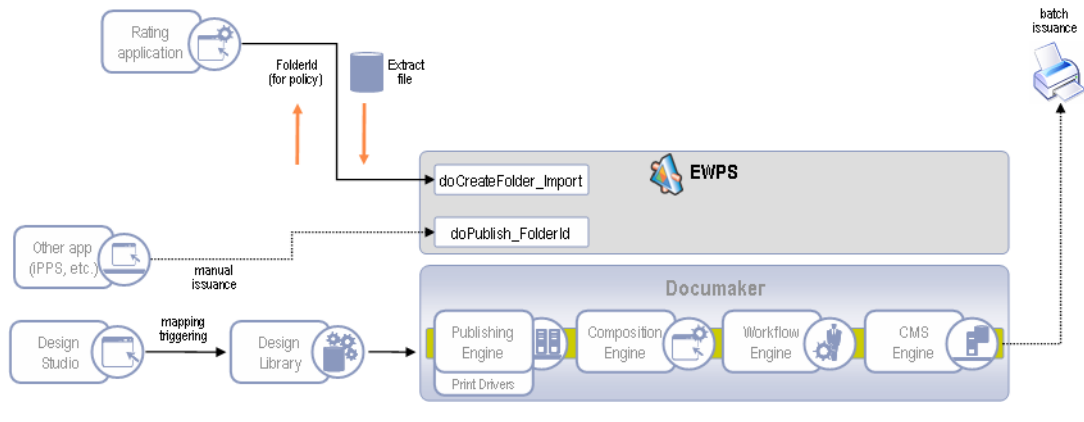 batch
issuance
Rating
application
FolderId
(for policy)
Extract
file
EWPS
doCreateFolder_Import
doPublish_FolderId
Other app
(iPPS, etc.)
manual
issuance
Documaker
mapping
triggering
Design
Studio
Design
Library
Publishing
Engine
Print Drivers
Composition
Engine
Workflow
Engine
CMS
Engine